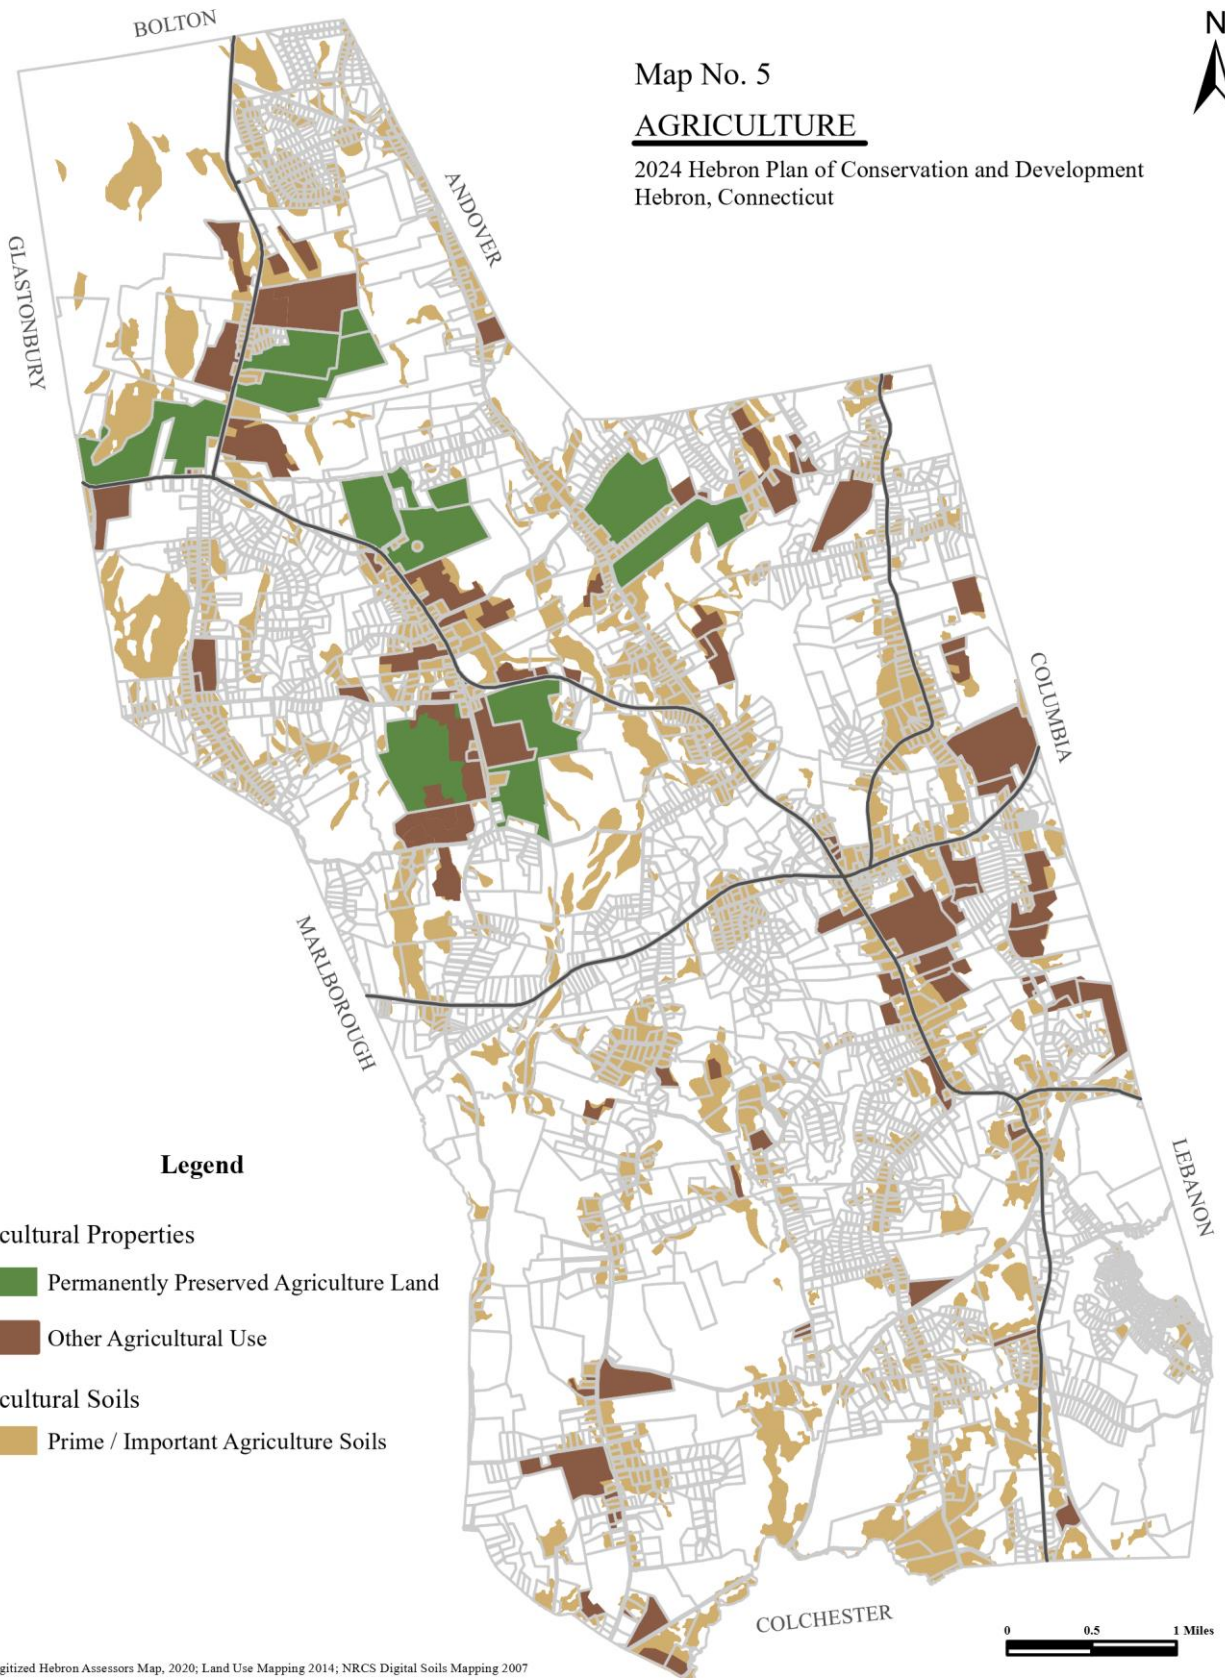 BOLTON
N
Map No. 5
AGRICULTURE
2024 Hebron Plan of Conservation and Development
Hebron, Connecticut
ANDOVER
GLASTONBURY
COLUMBIA
MARLBOROUGH
LEBANON
Legend
cultural Properties
Permanently Preserved Agriculture Land
Other Agricultural Use
cultural Soils
Prime / Important Agriculture Soils
COLCHESTER
0 0.5 1 Miles
gitized Hebron Assessors Map, 2020; Land Use Mapping 2014; NRCS Digital Soils Mapping 2007